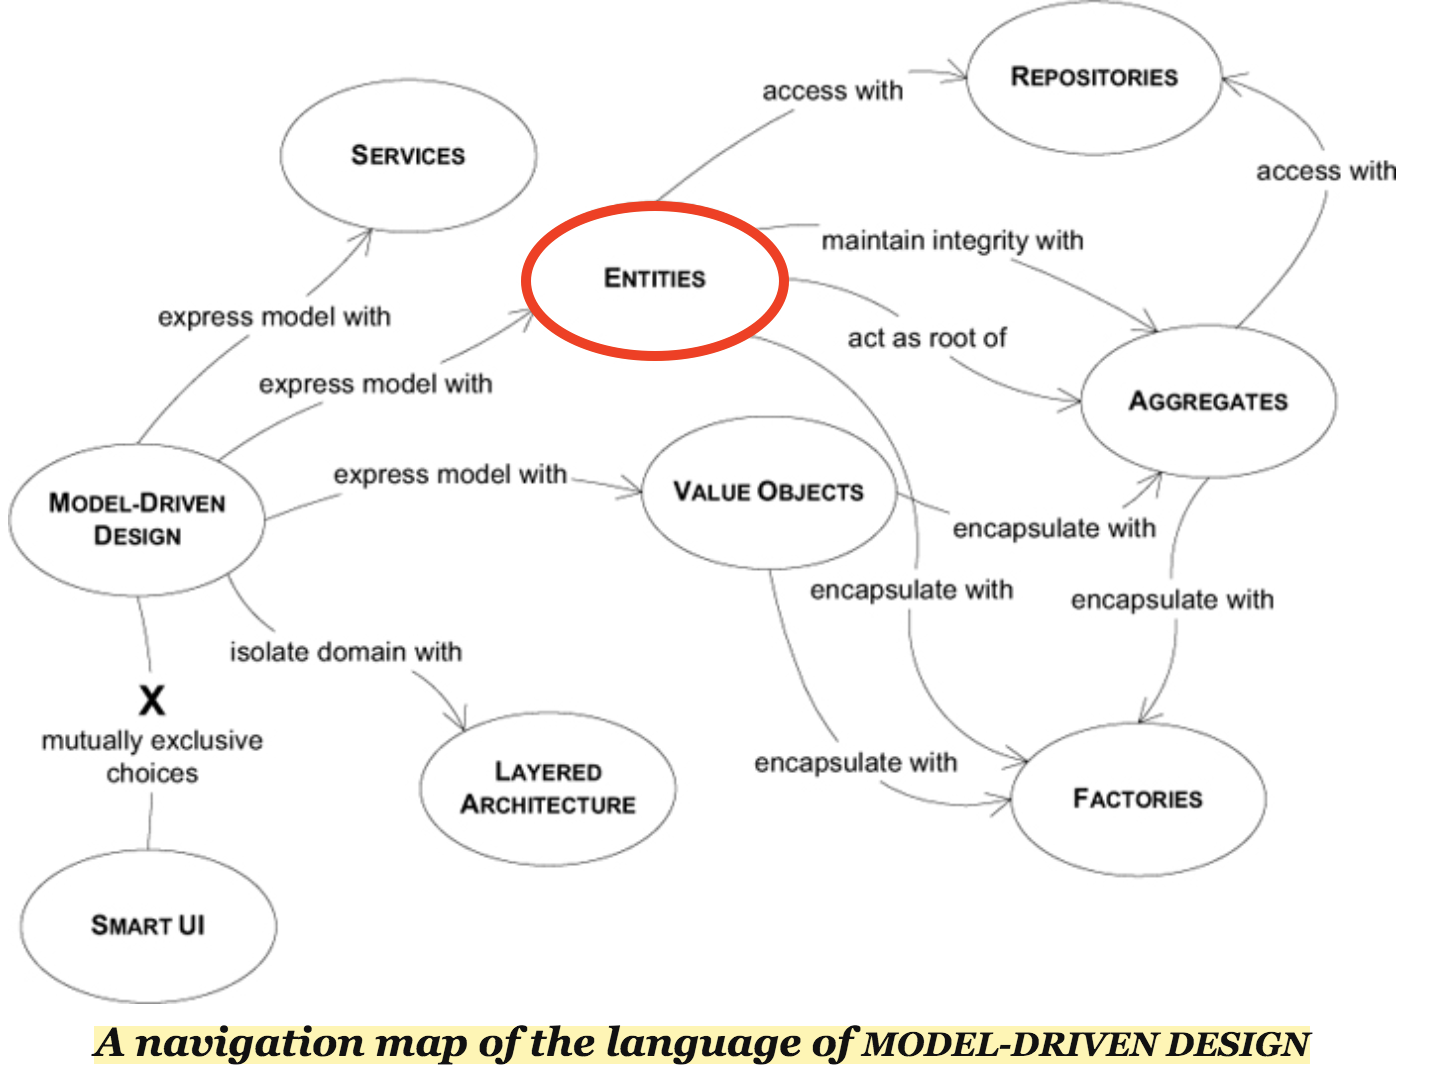 REPOSITORIES
access with
SERVICES
access with
maintain integrity with
ENTITIES
express model with
act as root of
express model with
AGGREGATES
express model with
VALUE OBJECTS
MODEL-DRIVEN
DESIGN
encapsulate with
encapsulate with
encapsulate with
isolate domain with
X
mutually exclusive
choices
encapsulate with
LAYERED
ARCHITECTURE
FACTORIES
SMART UI
A navigation map of the language of MODEL-DRIVEN DESIGN